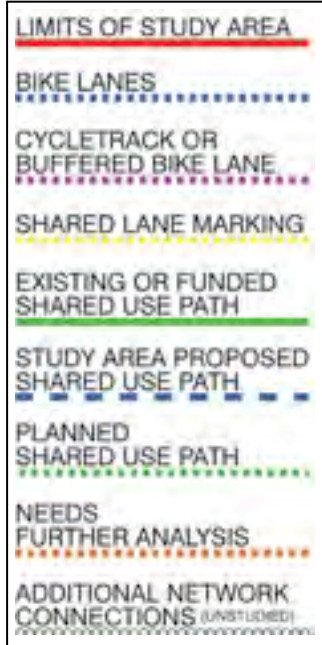 LIMITS OF STUDY AREA
BIKE LANES
CYCLETRACK OR
BUFFERED BIKE LANE
SHARED LANE MARKING
EXISTING OR FUNDED
SHARED USE PATH
STUDY AREA PROPOSED
SHARED USE PATH
PLANNED
SHARED USE PATH
NEEDS
FURTHER ANALYSIS
ADDITIONAL NETWORK
CONNECTIONS (UNSTUDIED)